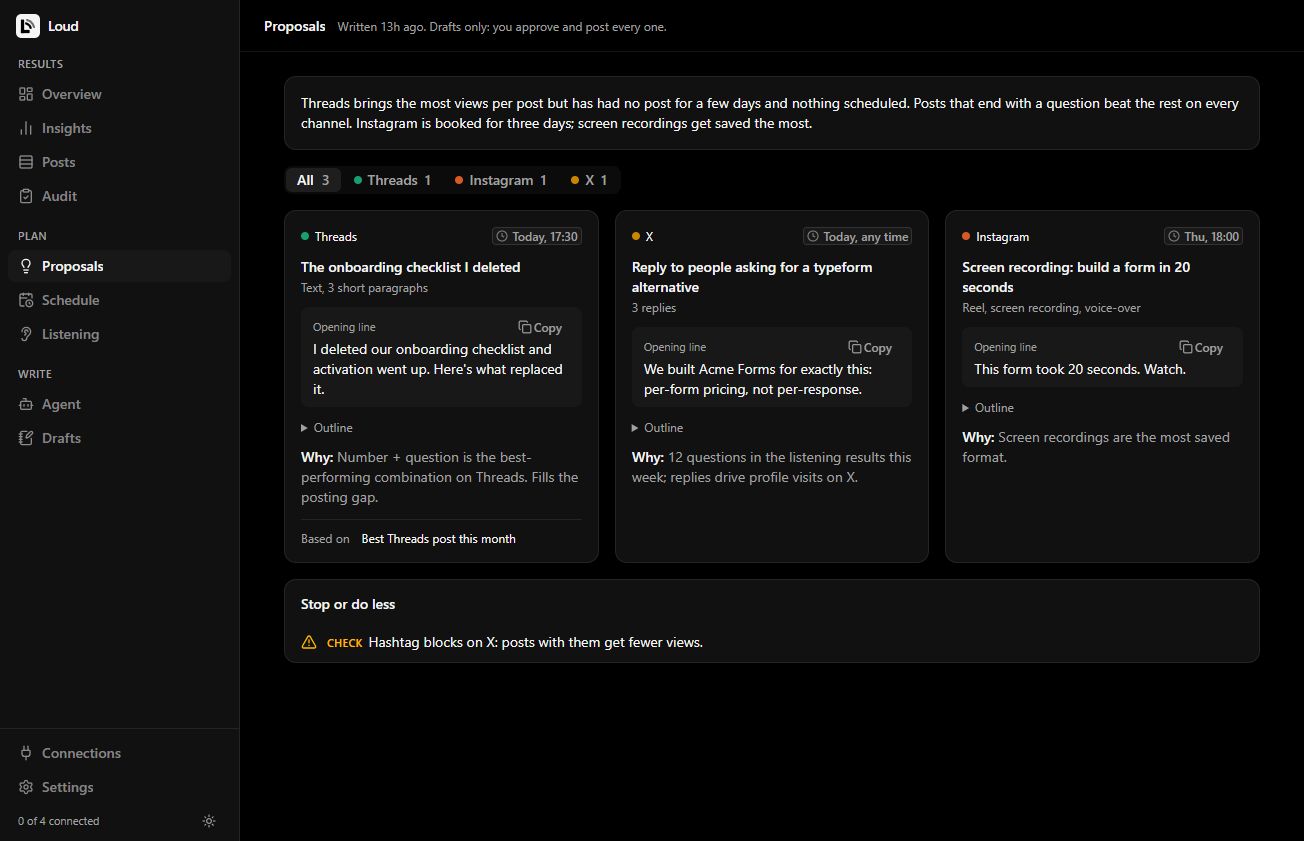 Loud
RESULTS
Overview
Insights
Posts
Audit
PLAN
Proposals
Schedule
Listening
WRITE
Agent
Drafts
Connections
Settings
0 of 4 connected
Proposals Written 13h ago. Drafts only: you approve and post every one.
Threads brings the most views per post but has had no post for a few days and nothing scheduled. Posts that end with a question beat the rest on every
channel. Instagram is booked for three days; screen recordings get saved the most.
All 3 Threads 1 Instagram 1 X 1
Threads Today, 17:30
The onboarding checklist I deleted
Text, 3 short paragraphs
Opening line Copy
I deleted our onboarding checklist and
activation went up. Here's what replaced
it.
Outline
Why: Number + question is the best-
performing combination on Threads. Fills the
posting gap.
Based on Best Threads post this month
X Today, any time
Reply to people asking for a typeform
alternative
3 replies
Opening line Copy
We built Acme Forms for exactly this:
per-form pricing, not per-response.
Outline
Why: 12 questions in the listening results this
week; replies drive profile visits on X.
Instagram Thu, 18:00
Screen recording: build a form in 20
seconds
Reel, screen recording, voice-over
Opening line Copy
This form took 20 seconds. Watch.
Outline
Why: Screen recordings are the most saved
format.
Stop or do less
CHECK Hashtag blocks on X: posts with them get fewer views.